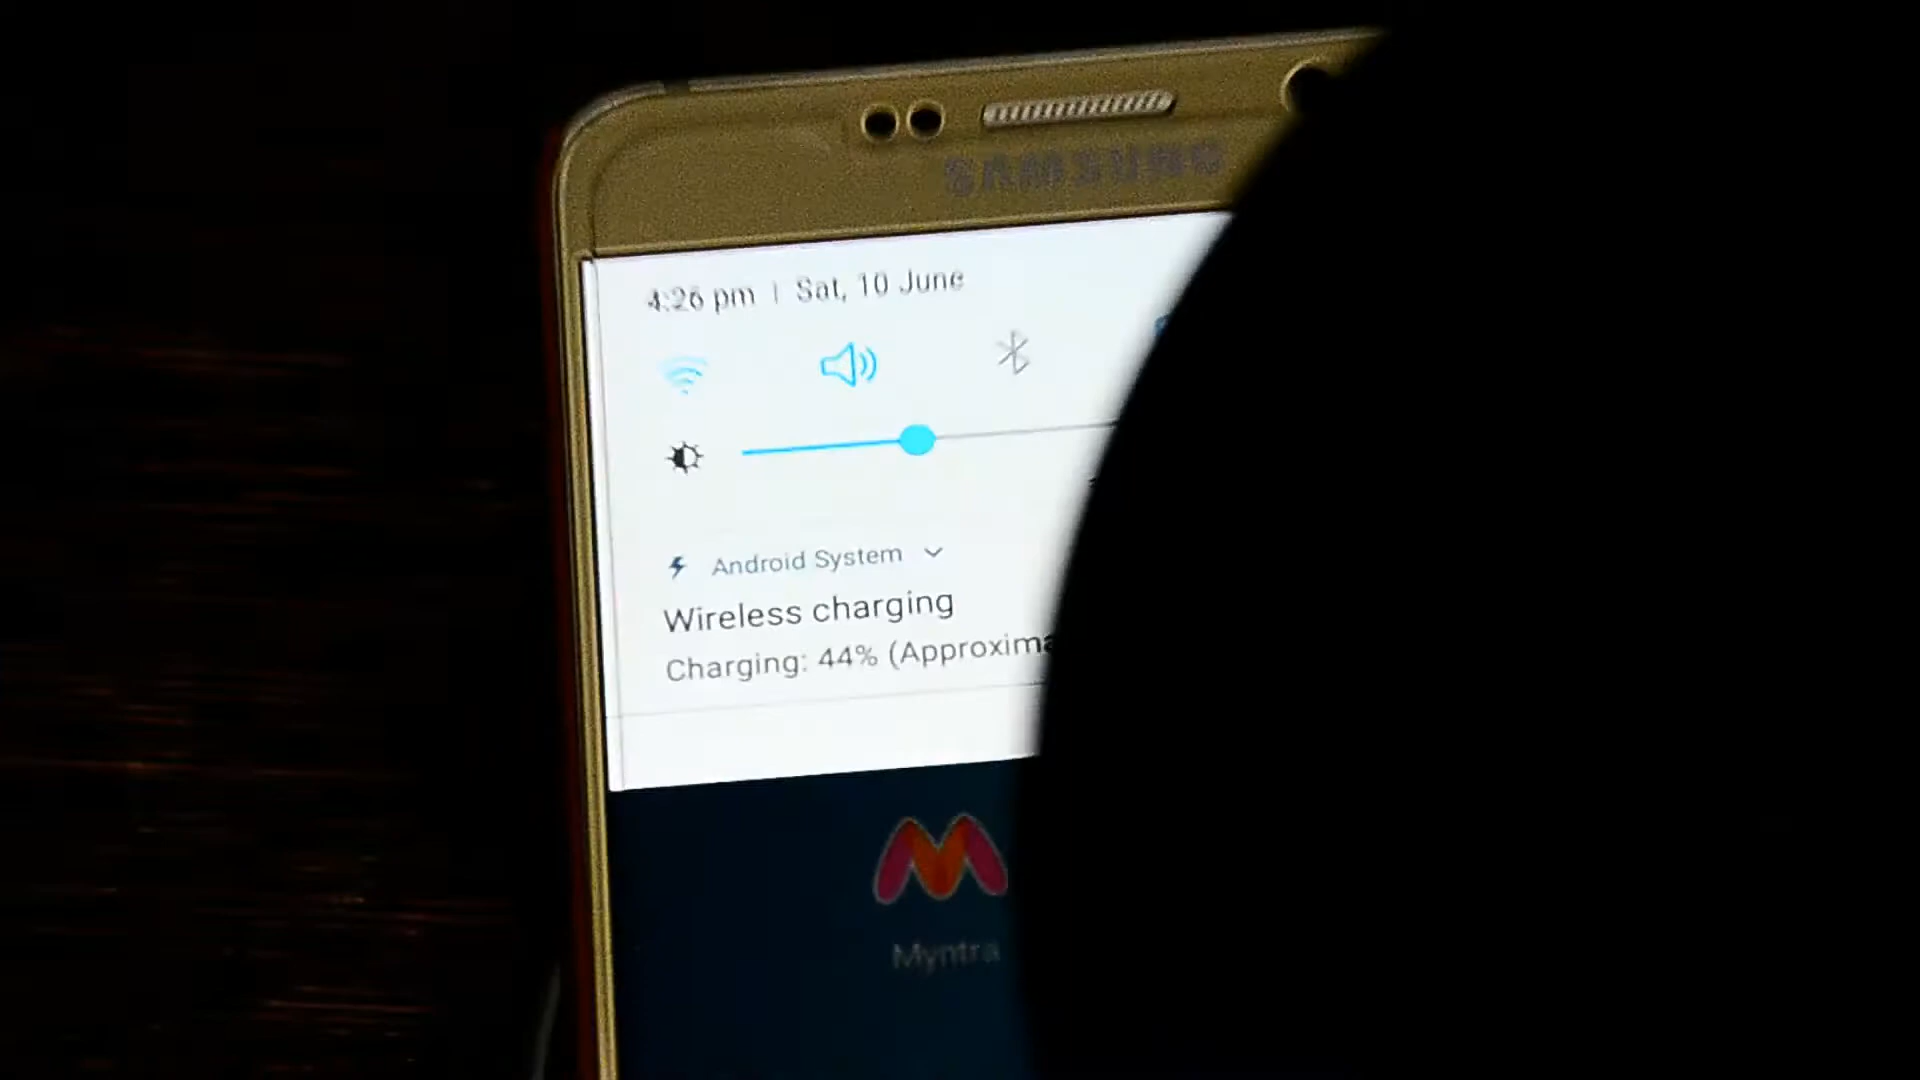 SAMSUNG
4:26 pm | Sat, 10 June
Android System
Wireless charging
Charging: 44% (Approxima
Myntra